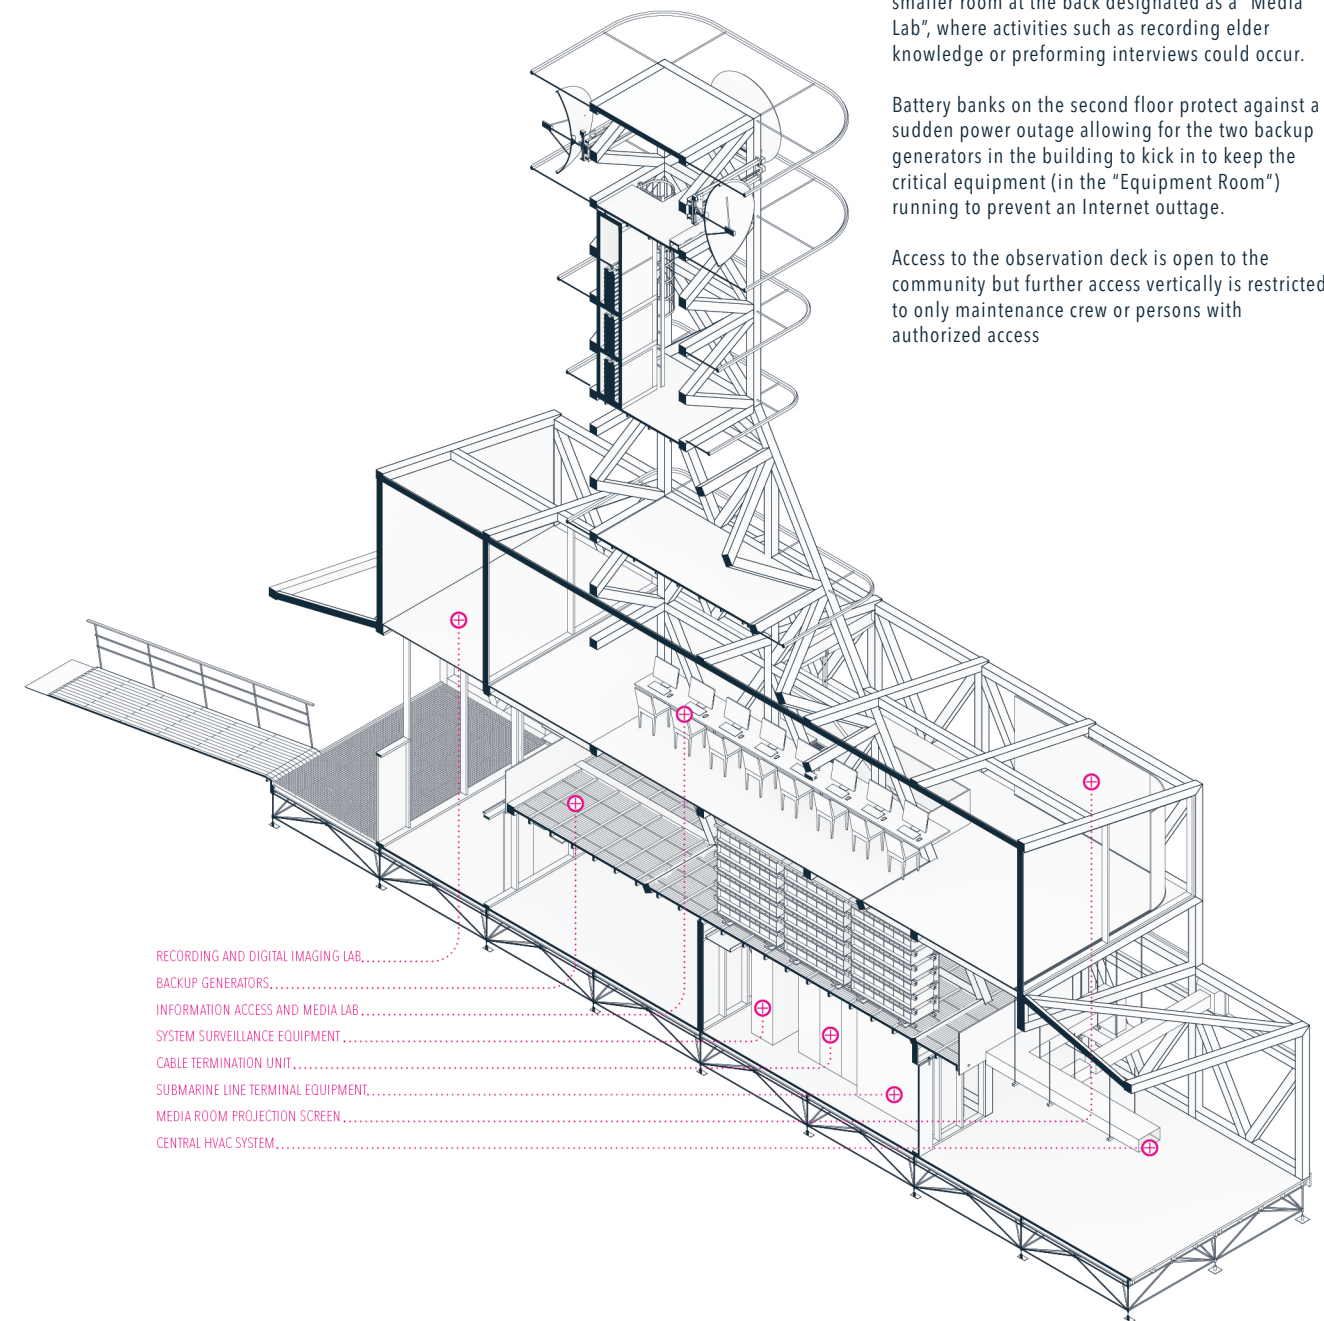 smaller room at the back designated as a "Media
Lab", where activities such as recording elder
knowledge or preforming interviews could occur.
Battery banks on the second floor protect against a
sudden power outage allowing for the two backup
generators in the building to kick in to keep the
critical equipment (in the "Equipment Room")
running to prevent an Internet outtage.
Access to the observation deck is open to the
community but further access vertically is restricted
to only maintenance crew or persons with
authorized access
RECORDING AND DIGITAL IMAGING LAB
BACKUP GENERATORS
INFORMATION ACCESS AND MEDIA LAB
SYSTEM SURVEILLANCE EQUIPMENT
CABLE TERMINATION UNIT
SUBMARINE LINE TERMINAL EQUIPMENT
MEDIA ROOM PROJECTION SCREEN
CENTRAL HVAC SYSTEM